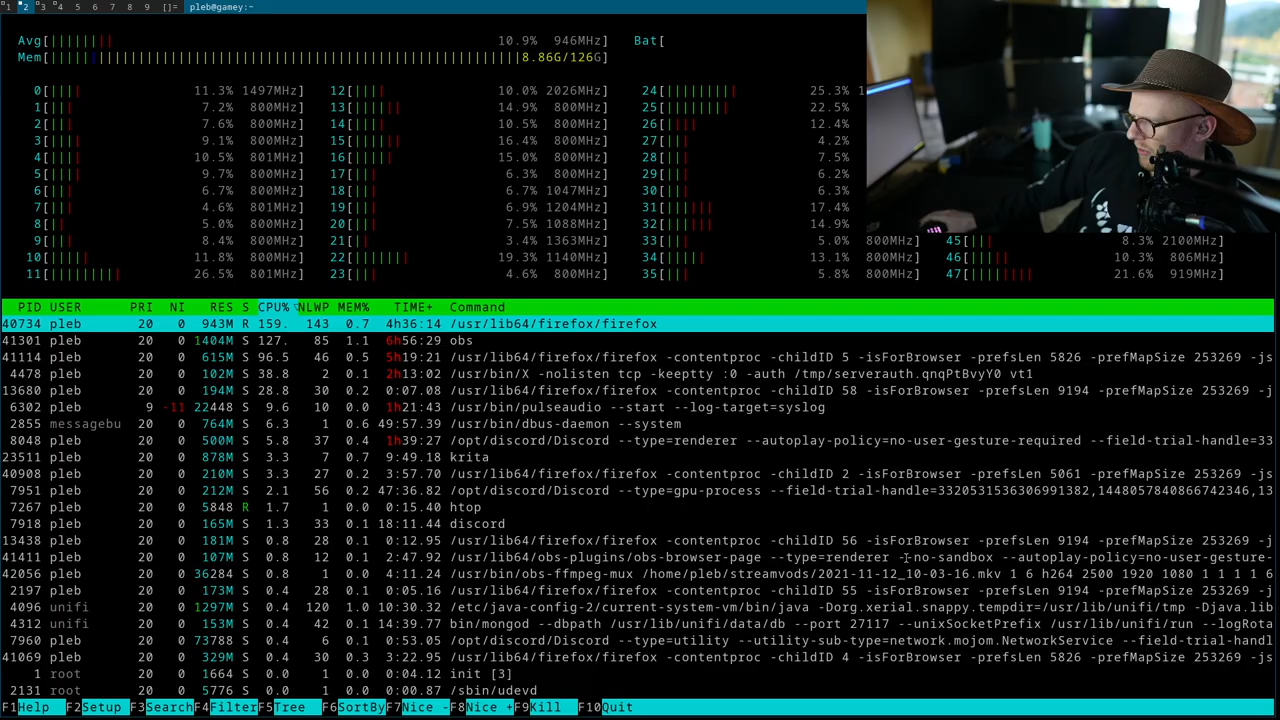 1 2 3 4 5 6 7 8 9 []= pleb@gamey:~
Avg[ 10.9% 946MHz] Bat[
Mem[ 8.86G/126G]
0[ 11.3% 1497MHz] 12[ 10.0% 2026MHz] 24[ 25.3% 1
1[ 7.2% 800MHz] 13[ 14.9% 800MHz] 25[ 22.5%
2[ 7.6% 800MHz] 14[ 10.5% 800MHz] 26[ 12.4%
3[ 9.1% 800MHz] 15[ 16.4% 800MHz] 27[ 4.2%
4[ 10.5% 801MHz] 16[ 15.0% 800MHz] 28[ 7.5%
5[ 9.7% 800MHz] 17[ 6.3% 800MHz] 29[ 6.2%
6[ 6.7% 800MHz] 18[ 6.7% 1047MHz] 30[ 6.3%
7[ 4.6% 801MHz] 19[ 6.9% 1204MHz] 31[ 17.4%
8[ 5.0% 800MHz] 20[ 7.5% 1088MHz] 32[ 14.9%
9[ 8.4% 800MHz] 21[ 3.4% 1363MHz] 33[ 5.0% 800MHz] 45[ 8.3% 2100MHz]
10[ 11.8% 800MHz] 22[ 19.3% 1140MHz] 34[ 13.1% 800MHz] 46[ 10.3% 806MHz]
11[ 26.5% 801MHz] 23[ 4.6% 800MHz] 35[ 5.8% 800MHz] 47[ 21.6% 919MHz]
PID USER PRI NI RES S CPU%▽NLWP MEM% TIME+ Command
40734 pleb 20 0 943M R 159. 143 0.7 4h36:14 /usr/lib64/firefox/firefox
41301 pleb 20 0 1404M S 127. 85 1.1 6h56:29 obs
41114 pleb 20 0 615M S 96.5 46 0.5 5h19:21 /usr/lib64/firefox/firefox -contentproc -childID 5 -isForBrowser -prefsLen 5826 -prefMapSize 253269 -js
4478 pleb 20 0 102M S 38.8 2 0.1 2h13:02 /usr/bin/X -nolisten tcp -keeptty :0 -auth /tmp/serverauth.qnqPtBvyY0 vt1
13680 pleb 20 0 194M S 28.8 30 0.2 0:07.08 /usr/lib64/firefox/firefox -contentproc -childID 58 -isForBrowser -prefsLen 9194 -prefMapSize 253269 -j
6302 pleb 9 -11 22448 S 9.6 10 0.0 1h21:43 /usr/bin/pulseaudio --start --log-target=syslog
2855 messagebu 20 0 764M S 6.3 1 0.6 49:57.39 /usr/bin/dbus-daemon --system
8048 pleb 20 0 500M S 5.8 37 0.4 1h39:27 /opt/discord/Discord --type=renderer --autoplay-policy=no-user-gesture-required --field-trial-handle=33
23511 pleb 20 0 878M S 3.3 7 0.7 9:49.18 krita
40908 pleb 20 0 210M S 3.3 27 0.2 3:57.70 /usr/lib64/firefox/firefox -contentproc -childID 2 -isForBrowser -prefsLen 5061 -prefMapSize 253269 -js
7951 pleb 20 0 212M S 2.1 56 0.2 47:36.82 /opt/discord/Discord --type=gpu-process --field-trial-handle=3320531536306991382,1448057840866742346,13
7267 pleb 20 0 5848 R 1.7 1 0.0 0:15.40 htop
7918 pleb 20 0 165M S 1.3 33 0.1 18:11.44 discord
13438 pleb 20 0 181M S 0.8 28 0.1 0:12.95 /usr/lib64/firefox/firefox -contentproc -childID 56 -isForBrowser -prefsLen 9194 -prefMapSize 253269 -j
41411 pleb 20 0 107M S 0.8 12 0.1 2:47.92 /usr/lib64/obs-plugins/obs-browser-page --type=renderer --no-sandbox --autoplay-policy=no-user-gesture-
42056 pleb 20 0 36284 S 0.8 1 0.0 4:11.24 /usr/bin/obs-ffmpeg-mux /home/pleb/streamvods/2021-11-12_10-03-16.mkv 1 6 h264 2500 1920 1080 1 1 1 1 6
2197 pleb 20 0 173M S 0.4 28 0.1 0:05.16 /usr/lib64/firefox/firefox -contentproc -childID 55 -isForBrowser -prefsLen 9194 -prefMapSize 253269 -j
4096 unifi 20 0 1297M S 0.4 120 1.0 10:30.32 /etc/java-config-2/current-system-vm/bin/java -Dorg.xerial.snappy.tempdir=/usr/lib/unifi/tmp -Djava.lib
4312 unifi 20 0 153M S 0.4 42 0.1 14:39.77 bin/mongod --dbpath /usr/lib/unifi/data/db --port 27117 --unixSocketPrefix /usr/lib/unifi/run --logRota
7960 pleb 20 0 73788 S 0.4 6 0.1 0:53.05 /opt/discord/Discord --type=utility --utility-sub-type=network.mojom.NetworkService --field-trial-handl
41069 pleb 20 0 329M S 0.4 30 0.3 3:22.95 /usr/lib64/firefox/firefox -contentproc -childID 4 -isForBrowser -prefsLen 5826 -prefMapSize 253269 -js
1 root 20 0 1664 S 0.0 1 0.0 0:04.12 init [3]
2131 root 20 0 5776 S 0.0 1 0.0 0:00.87 /sbin/udevd
F1Help F2Setup F3SearchF4FilterF5Tree F6SortByF7Nice -F8Nice +F9Kill F10Quit